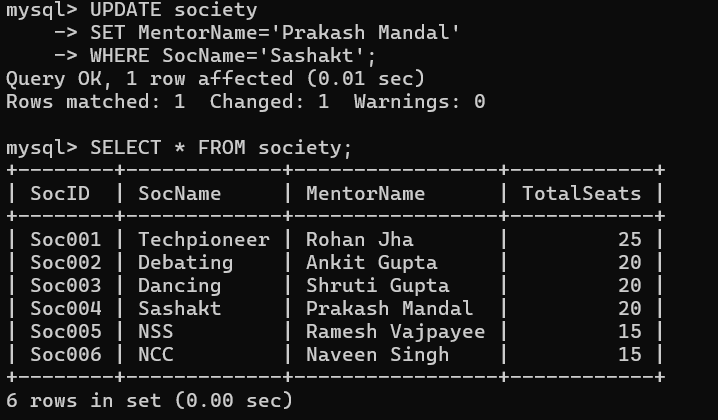 mysql> UPDATE society
    -> SET MentorName='Prakash Mandal'
    -> WHERE SocName='Sashakt';
Query OK, 1 row affected (0.01 sec)
Rows matched: 1  Changed: 1  Warnings: 0

mysql> SELECT * FROM society;
+--------+-------------+-----------------+------------+
| SocID  | SocName     | MentorName      | TotalSeats |
+--------+-------------+-----------------+------------+
| Soc001 | Techpioneer | Rohan Jha       |         25 |
| Soc002 | Debating    | Ankit Gupta     |         20 |
| Soc003 | Dancing     | Shruti Gupta    |         20 |
| Soc004 | Sashakt     | Prakash Mandal  |         20 |
| Soc005 | NSS         | Ramesh Vajpayee |         15 |
| Soc006 | NCC         | Naveen Singh    |         15 |
+--------+-------------+-----------------+------------+
6 rows in set (0.00 sec)